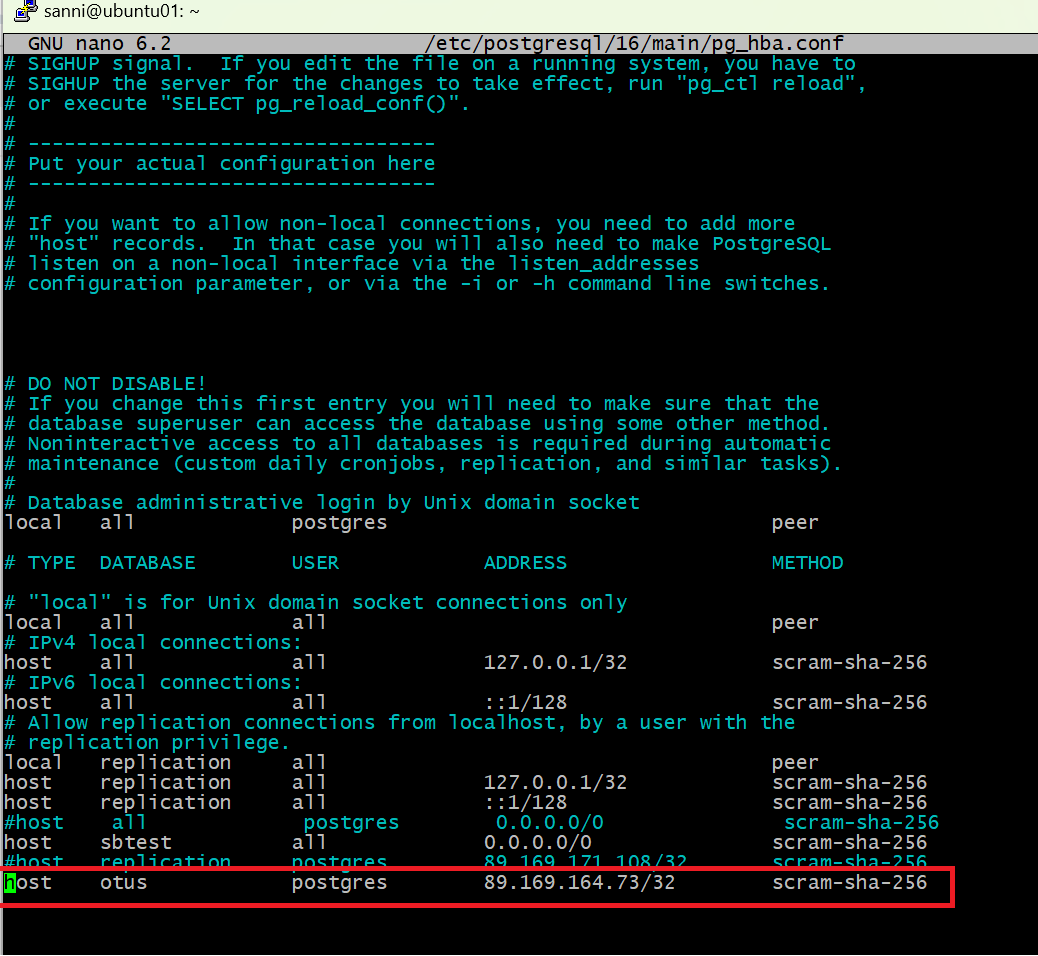 sanni@ubuntu01: ~
GNU nano 6.2 /etc/postgresql/16/main/pg_hba.conf
# SIGHUP signal.  If you edit the file on a running system, you have to
# SIGHUP the server for the changes to take effect, run "pg_ctl reload",
# or execute "SELECT pg_reload_conf()".
#
# ----------------------------------
# Put your actual configuration here
# ----------------------------------
#
# If you want to allow non-local connections, you need to add more
# "host" records.  In that case you will also need to make PostgreSQL
# listen on a non-local interface via the listen_addresses
# configuration parameter, or via the -i or -h command line switches.
# DO NOT DISABLE!
# If you change this first entry you will need to make sure that the
# database superuser can access the database using some other method.
# Noninteractive access to all databases is required during automatic
# maintenance (custom daily cronjobs, replication, and similar tasks).
#
# Database administrative login by Unix domain socket
local   all             postgres                                peer
# TYPE  DATABASE        USER            ADDRESS                 METHOD
# "local" is for Unix domain socket connections only
local   all             all                                     peer
# IPv4 local connections:
host    all             all             127.0.0.1/32            scram-sha-256
# IPv6 local connections:
host    all             all             ::1/128                 scram-sha-256
# Allow replication connections from localhost, by a user with the
# replication privilege.
local   replication     all                                     peer
host    replication     all             127.0.0.1/32            scram-sha-256
host    replication     all             ::1/128                 scram-sha-256
#host    all             postgres        0.0.0.0/0               scram-sha-256
host    sbtest          all             0.0.0.0/0               scram-sha-256
#host   replication     postgres        89.169.171.108/32       scram-sha-256
host    otus            postgres        89.169.164.73/32        scram-sha-256